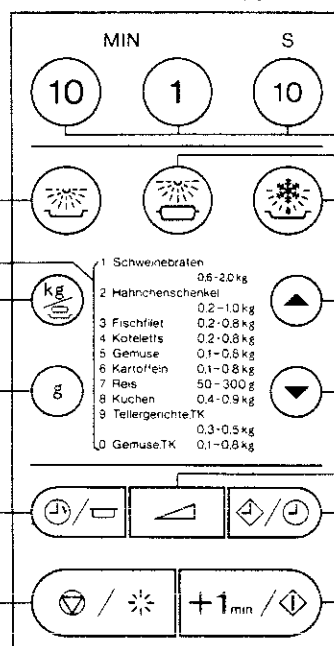 MIN S
10 1 10
kg
1 Schweinebraten
0,6-2,0 kg
2 Hähnchenschenkel
0,2-1,0 kg
3 Fischfilet 0,2-0,8 kg
4 Koteletts 0,2-0,8 kg
5 Gemüse 0,1-0,8 kg
6 Kartoffeln 0,1-0,8 kg
7 Reis 50-300 g
8 Kuchen 0,4-0,9 kg
9 Tellergerichte,TK
0,3-0,5 kg
0 Gemüse,TK 0,1-0,8 kg
g
+1 min /